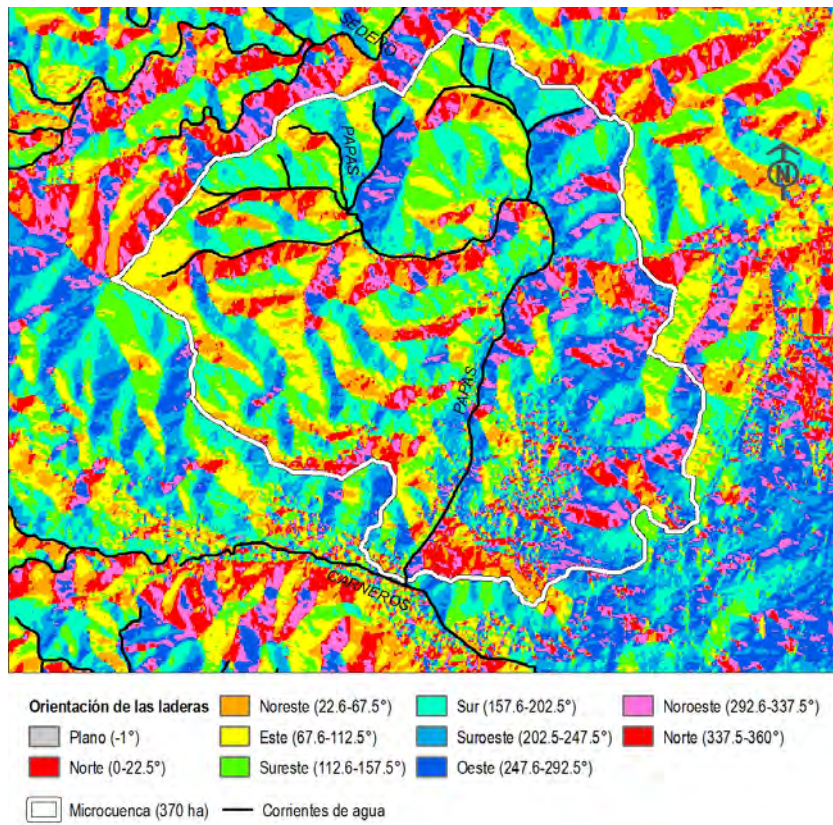 SEDEÑO
PAPAS
N
PAPAS
CARNEROS
Orientación de las laderas
Plano (-1°)
Norte (0-22.5°)
Noreste (22.6-67.5°)
Este (67.6-112.5°)
Sureste (112.6-157.5°)
Sur (157.6-202.5°)
Suroeste (202.5-247.5°)
Oeste (247.6-292.5°)
Noroeste (292.6-337.5°)
Norte (337.5-360°)
Microcuenca (370 ha)
Corrientes de agua